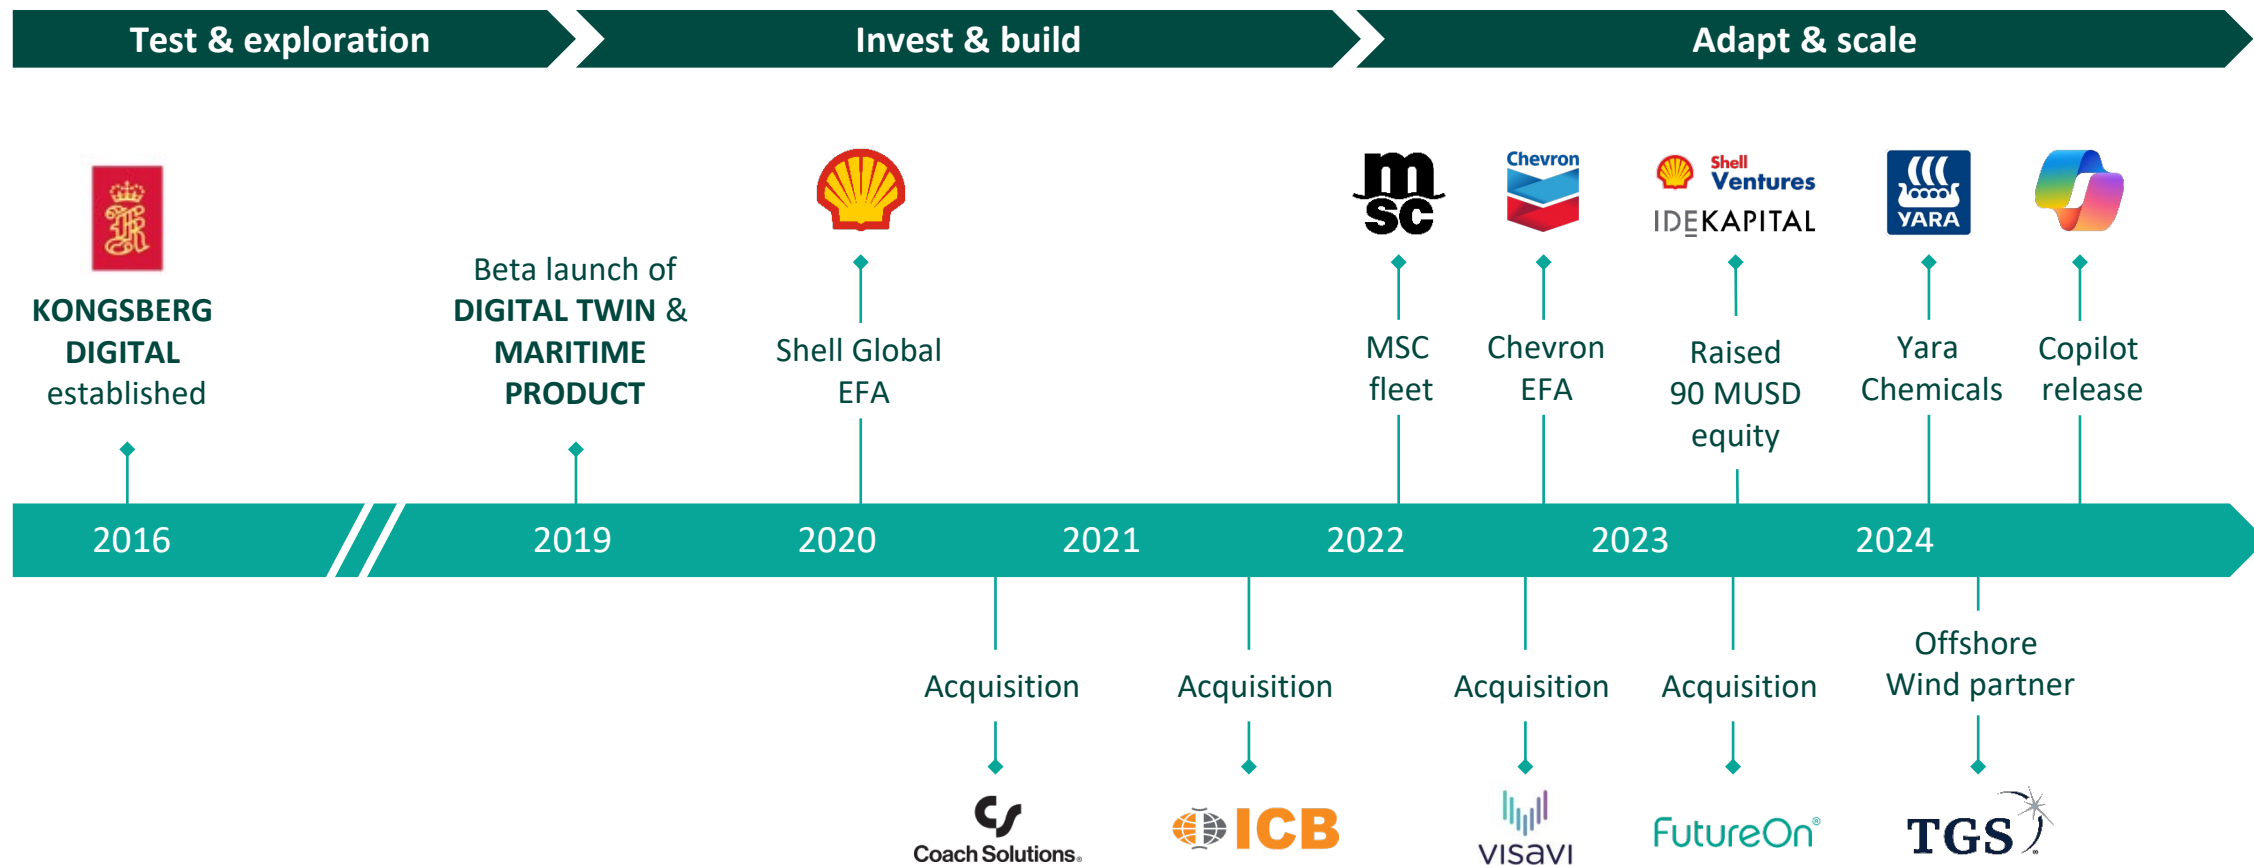 Test & exploration
Invest & build
Adapt & scale
KONGSBERG
DIGITAL
established
Beta launch of
DIGITAL TWIN &
MARITIME
PRODUCT
Shell Global
EFA
msc
MSC
fleet
Chevron
Chevron
EFA
Shell
Ventures
IDEKAPITAL
Raised
90 MUSD
equity
YARA
Yara
Chemicals
Copilot
release
2016
2019
2020
2021
2022
2023
2024
Acquisition
CS
Coach Solutions®
Acquisition
ICB
Acquisition
VISAVI
Acquisition
FutureOn®
Offshore
Wind partner
TGS®